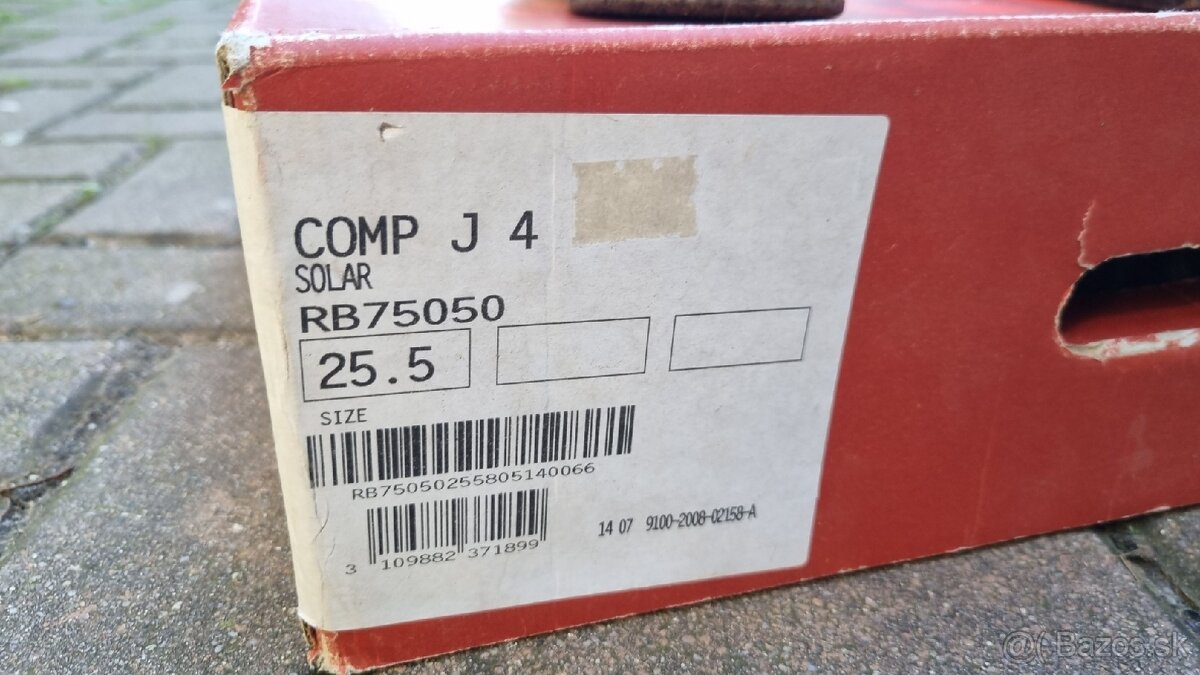 COMP J 4
SOLAR
RB75050
25.5
SIZE
RB75050255805140066
3 109882 371899
14 07 9100-2008-02158-A
@( Bazos.sk